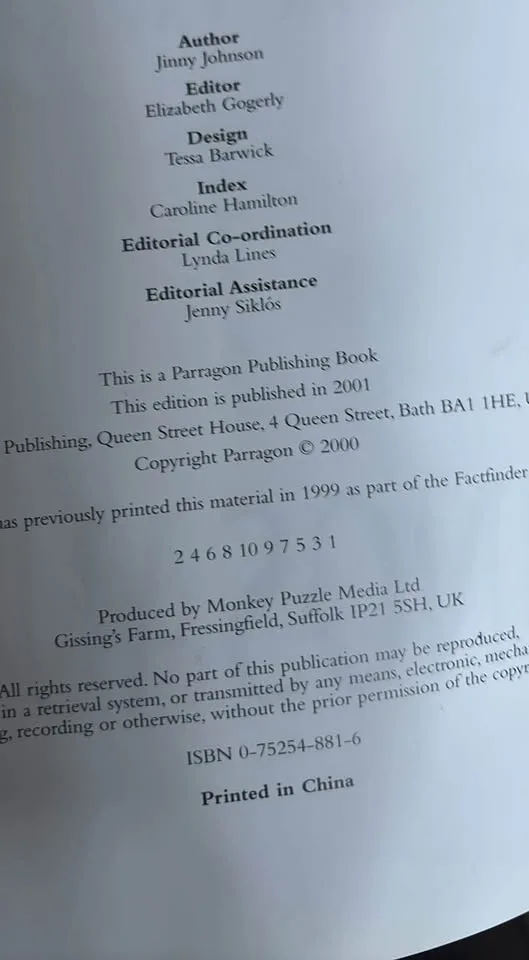 Author
Jinny Johnson
Editor
Elizabeth Gogerly
Design
Tessa Barwick
Index
Caroline Hamilton
Editorial Co-ordination
Lynda Lines
Editorial Assistance
Jenny Siklós
This is a Parragon Publishing Book
This edition is published in 2001
Publishing, Queen Street House, 4 Queen Street, Bath BA1 1HE,
Copyright Parragon © 2000
previously printed this material in 1999 as part of the Factfinder
2 4 6 8 10 9 7 5 3 1
Produced by Monkey Puzzle Media Ltd
Gissing's Farm, Fressingfield, Suffolk IP21 5SH, UK
All rights reserved. No part of this publication may be reproduced,
in a retrieval system, or transmitted by any means, electronic,
recording or otherwise, without the prior permission of the
ISBN 0-75254-881-6
Printed in China